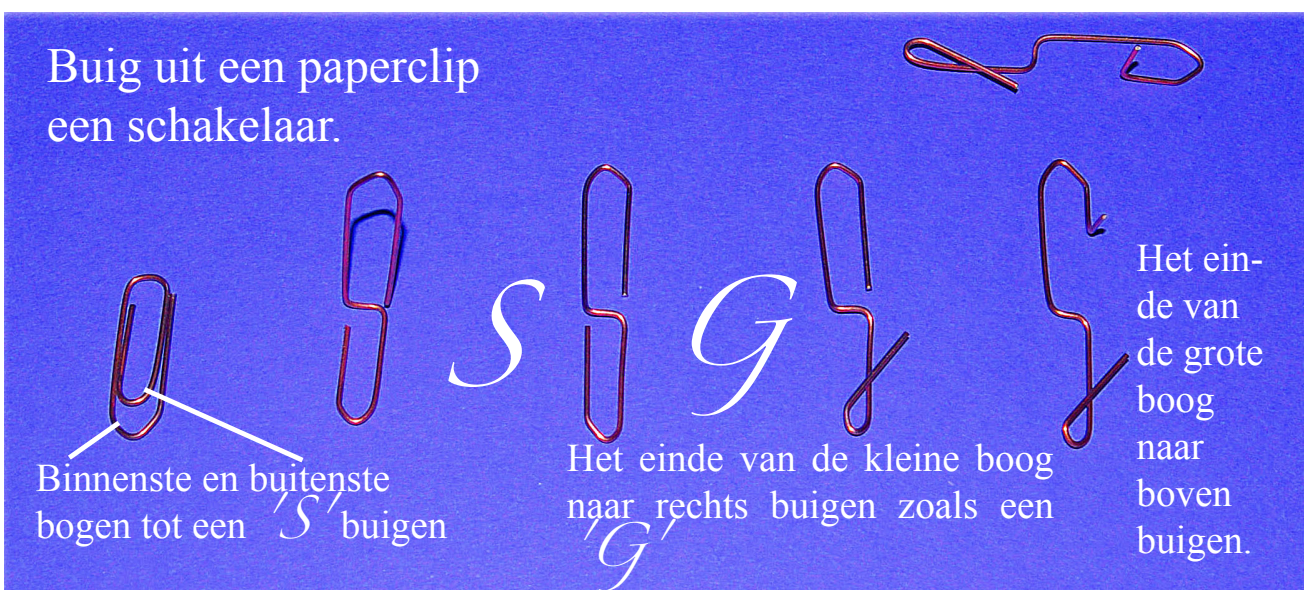 Buig uit een paperclip
een schakelaar.
S G
Binnenste en buitenste
bogen tot een 'S' buigen
Het einde van de kleine boog
naar rechts buigen zoals een
'G'
Het ein-
de van
de grote
boog
naar
boven
buigen.